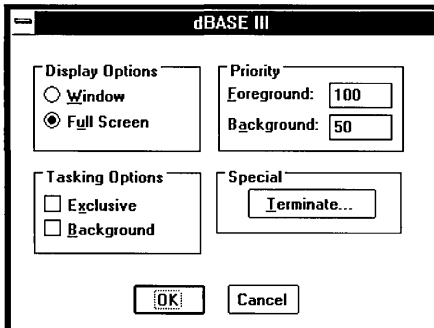 dBASE III
Display Options
Window
Full Screen
Priority
Foreground: 100
Background: 50
Tasking Options
Exclusive
Background
Special
Terminate...
OK
Cancel